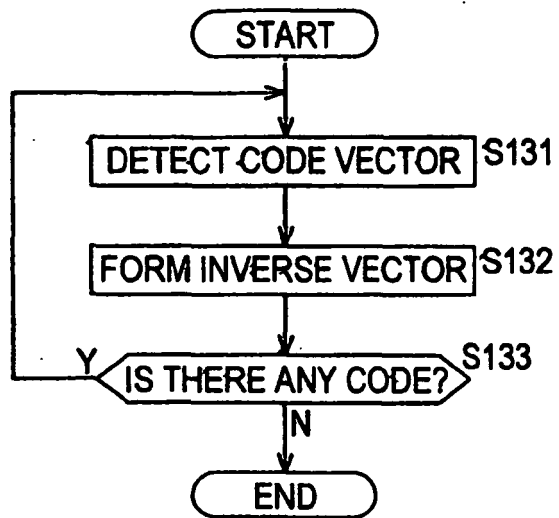 START
DETECT CODE VECTOR S131
FORM INVERSE VECTOR S132
Y IS THERE ANY CODE? S133
N
END